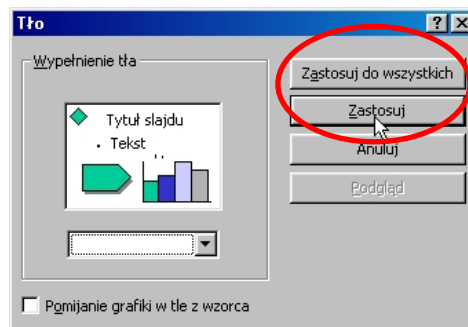 Tło
Wypełnienie tła
Tytuł slajdu
. Tekst
Zastosuj do wszystkich
Zastosuj
Anuluj
Podgląd
Pomijanie grafiki w tle z wzorca